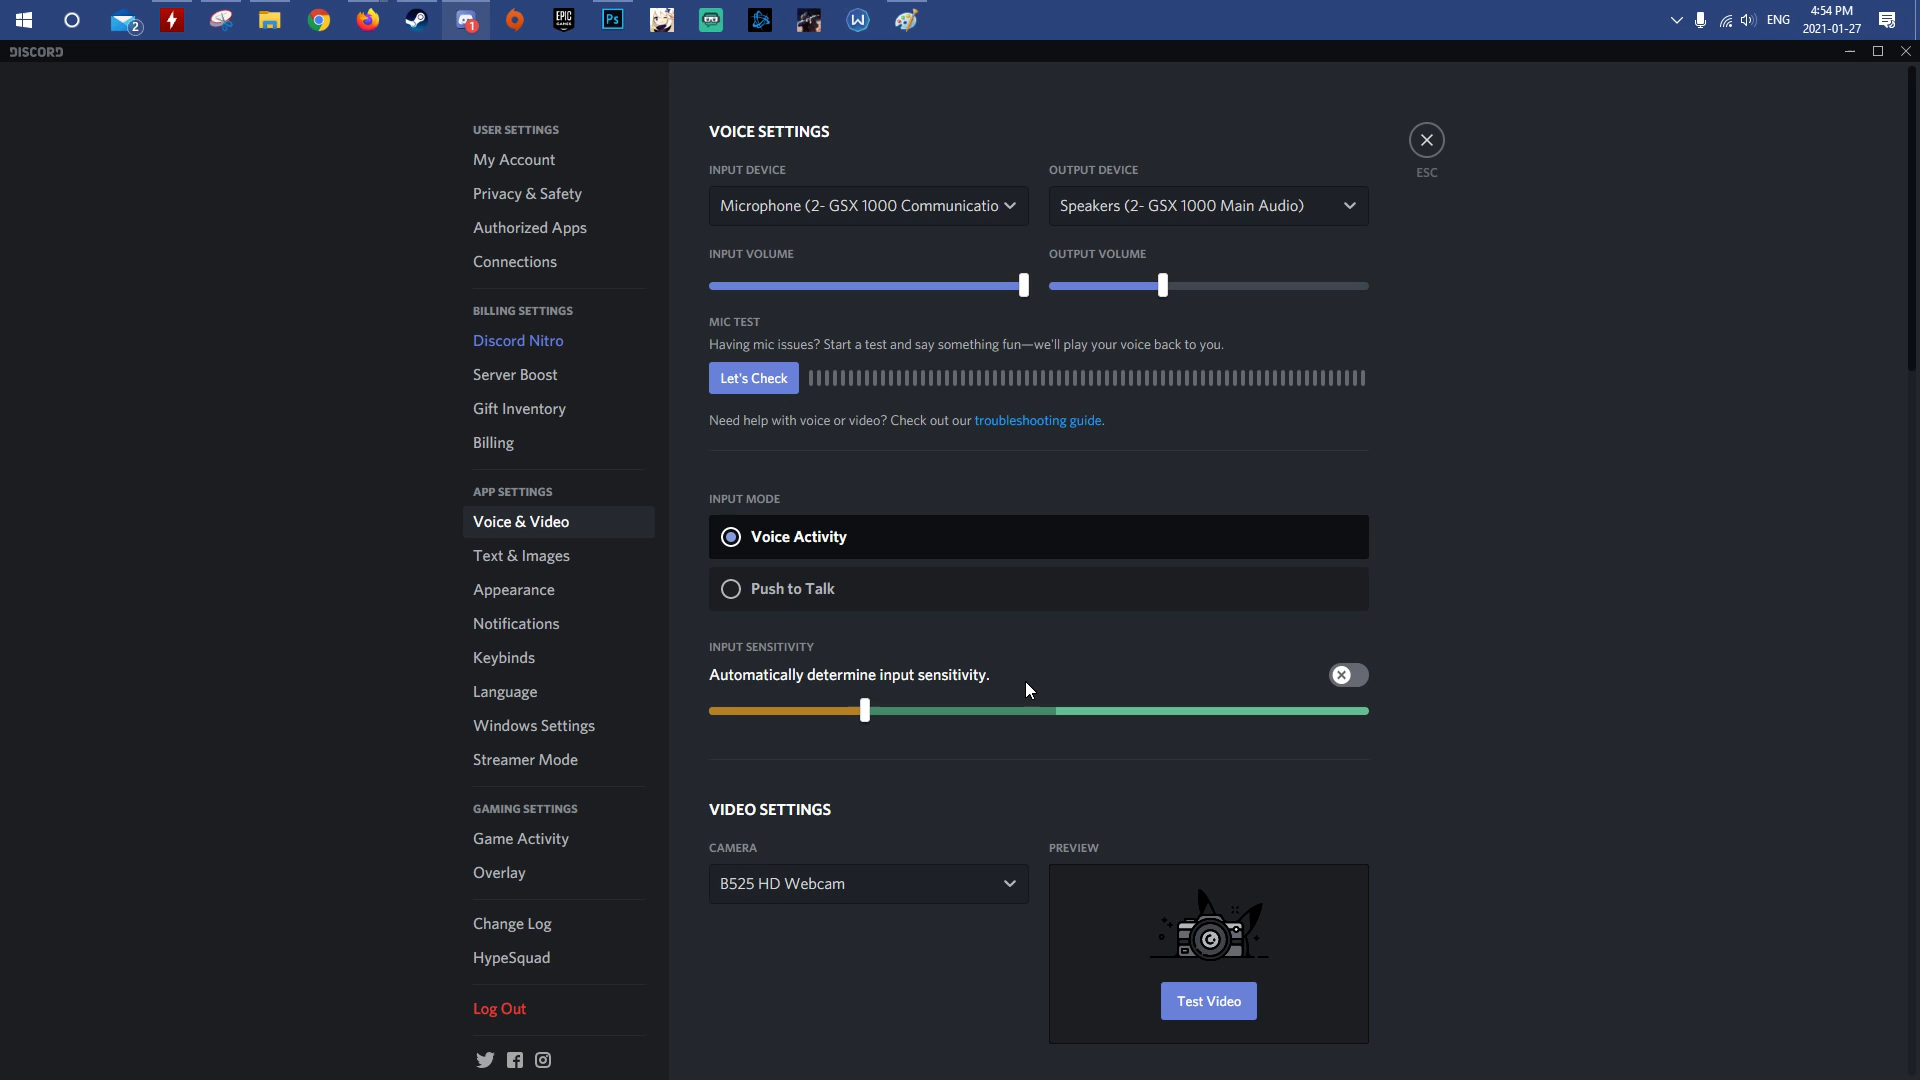 2
1
EPIC
GAMES
Ps
W
ENG
4:54 PM
2021-01-27
DISCORD
USER SETTINGS
My Account
Privacy & Safety
Authorized Apps
Connections
BILLING SETTINGS
Discord Nitro
Server Boost
Gift Inventory
Billing
APP SETTINGS
Voice & Video
Text & Images
Appearance
Notifications
Keybinds
Language
Windows Settings
Streamer Mode
GAMING SETTINGS
Game Activity
Overlay
Change Log
HypeSquad
Log Out
VOICE SETTINGS
ESC
INPUT DEVICE
OUTPUT DEVICE
Microphone (2- GSX 1000 Communicatio
Speakers (2- GSX 1000 Main Audio)
INPUT VOLUME
OUTPUT VOLUME
MIC TEST
Having mic issues? Start a test and say something fun—we'll play your voice back to you.
Let's Check
Need help with voice or video? Check out our troubleshooting guide.
INPUT MODE
Voice Activity
Push to Talk
INPUT SENSITIVITY
Automatically determine input sensitivity.
VIDEO SETTINGS
CAMERA
PREVIEW
B525 HD Webcam
Test Video